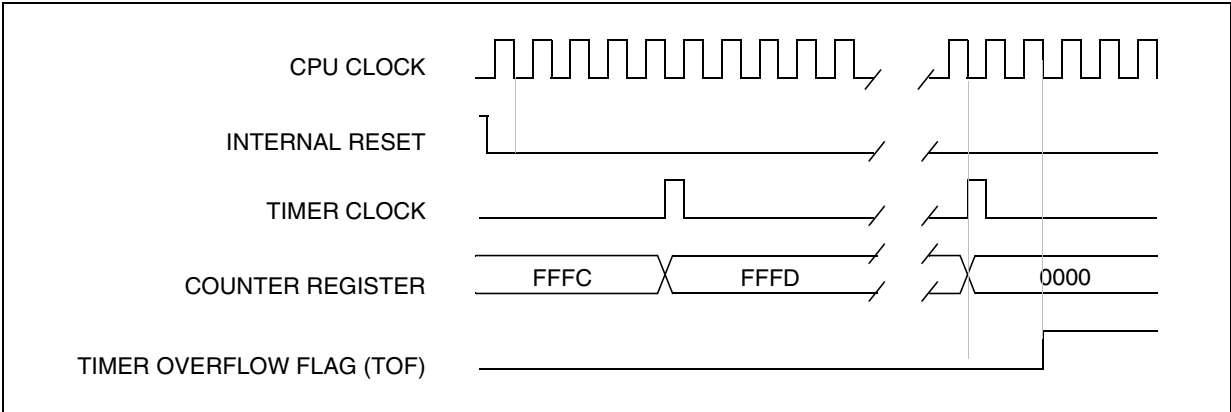 CPU CLOCK
INTERNAL RESET
TIMER CLOCK
COUNTER REGISTER FFFC FFFD 0000
TIMER OVERFLOW FLAG (TOF)